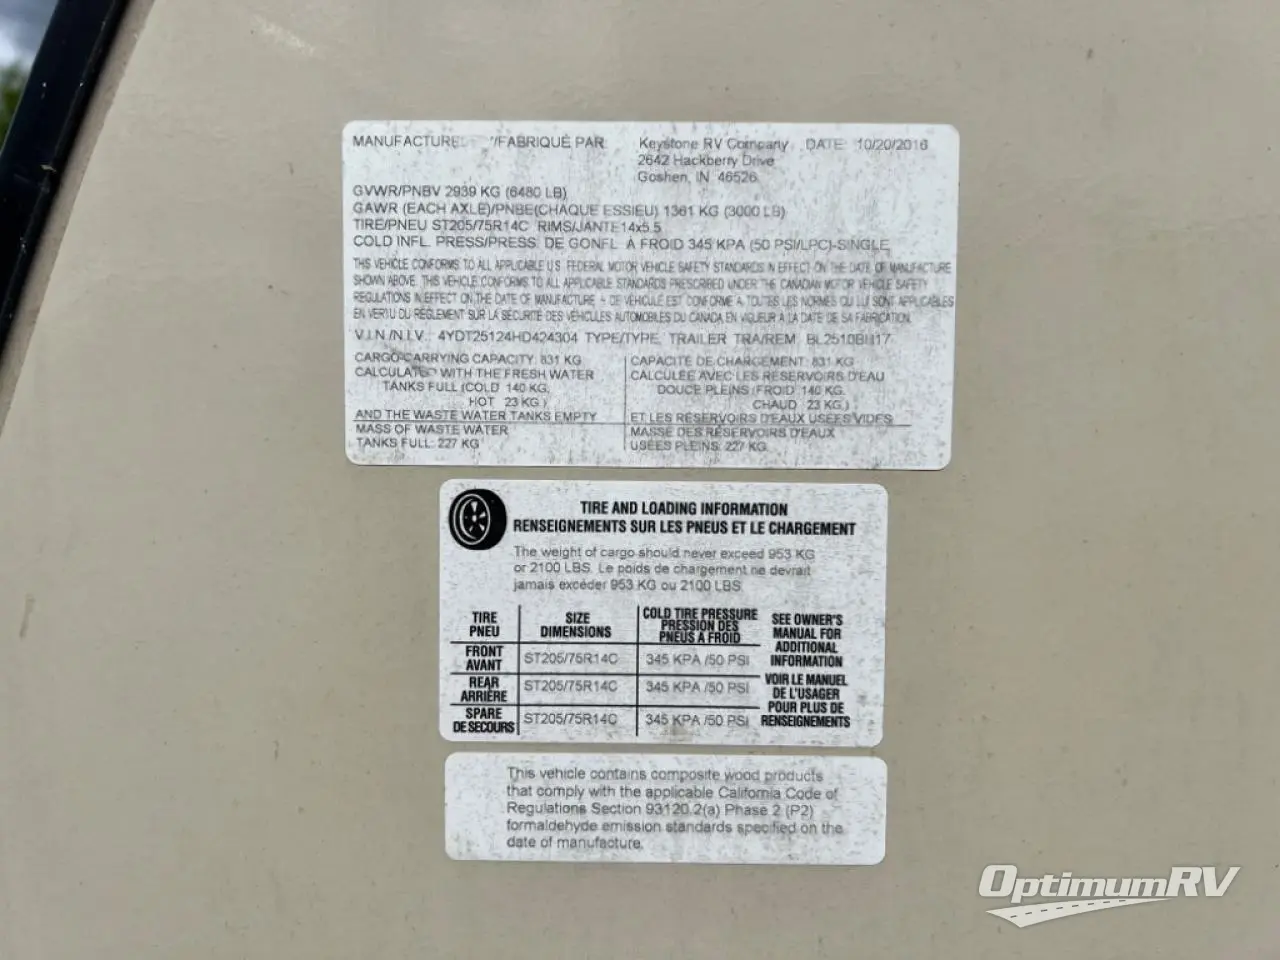 MANUFACTURE /FABRIQUÉ PAR: Keystone RV Company DATE: 10/20/2016
2642 Hackberry Drive
Goshen, IN 46526
GVWR/PNBV 2939 KG (6480 LB)
GAWR (EACH AXLE)/PNBE(CHAQUE ESSIEU) 1361 KG (3000 LB)
TIRE/PNEU ST205/75R14C RIMS/JANTE14x5.5
COLD INFL. PRESS/PRESS. DE GONFL. À FROID 345 KPA (50 PSI/LPC)-SINGLE
THIS VEHICLE CONFORMS TO ALL APPLICABLE U.S. FEDERAL MOTOR VEHICLE SAFETY STANDARDS IN EFFECT ON THE DATE OF MANUFACTURE
SHOWN ABOVE. THIS VEHICLE CONFORMS TO ALL APPLICABLE STANDARDS PRESCRIBED UNDER THE CANADIAN MOTOR VEHICLE SAFETY
REGULATIONS IN EFFECT ON THE DATE OF MANUFACTURE - CE VÉHICULE EST CONFORME A TOUTES LES NORMES QUI LUI SONT APPLICABLES
EN VERTU DU RÈGLEMENT SUR LA SÉCURITÉ DES VÉHICULES AUTOMOBILES DU CANADA EN VIGUEUR A LA DATE DE SA FABRICATION.
V.I.N./N.I.V.: 4YDT25124HD424304 TYPE/TYPE: TRAILER TRA/REM BL2510BH17
CARGO-CARRYING CAPACITY: 831 KG
CALCULATED WITH THE FRESH WATER
TANKS FULL (COLD 140 KG,
HOT 23 KG.)
AND THE WASTE WATER TANKS EMPTY
MASS OF WASTE WATER
TANKS FULL: 227 KG
CAPACITÉ DE CHARGEMENT: 831 KG
CALCULÉE AVEC LES RÉSERVOIRS D'EAU
DOUCE PLEINS (FROID 140 KG,
CHAUD 23 KG.)
ET LES RÉSERVOIRS D'EAUX USÉES VIDES
MASSE DES RÉSERVOIRS D'EAUX
USÉES PLEINS: 227 KG
TIRE AND LOADING INFORMATION
RENSEIGNEMENTS SUR LES PNEUS ET LE CHARGEMENT
The weight of cargo should never exceed 953 KG
or 2100 LBS. Le poids de chargement ne devrait
jamais excéder 953 KG ou 2100 LBS.
TIRE
PNEU
SIZE
DIMENSIONS
COLD TIRE PRESSURE
PRESSION DES
PNEUS A FROID
FRONT
AVANT
ST205/75R14C 345 KPA /50 PSI
REAR
ARRIÈRE
ST205/75R14C 345 KPA /50 PSI
SPARE
DE SECOURS
ST205/75R14C 345 KPA /50 PSI
SEE OWNER'S
MANUAL FOR
ADDITIONAL
INFORMATION
VOIR LE MANUEL
DE L'USAGER
POUR PLUS DE
RENSEIGNEMENTS
This vehicle contains composite wood products
that comply with the applicable California Code of
Regulations Section 93120.2(a) Phase 2 (P2)
formaldehyde emission standards specified on the
date of manufacture.
OptimumRV